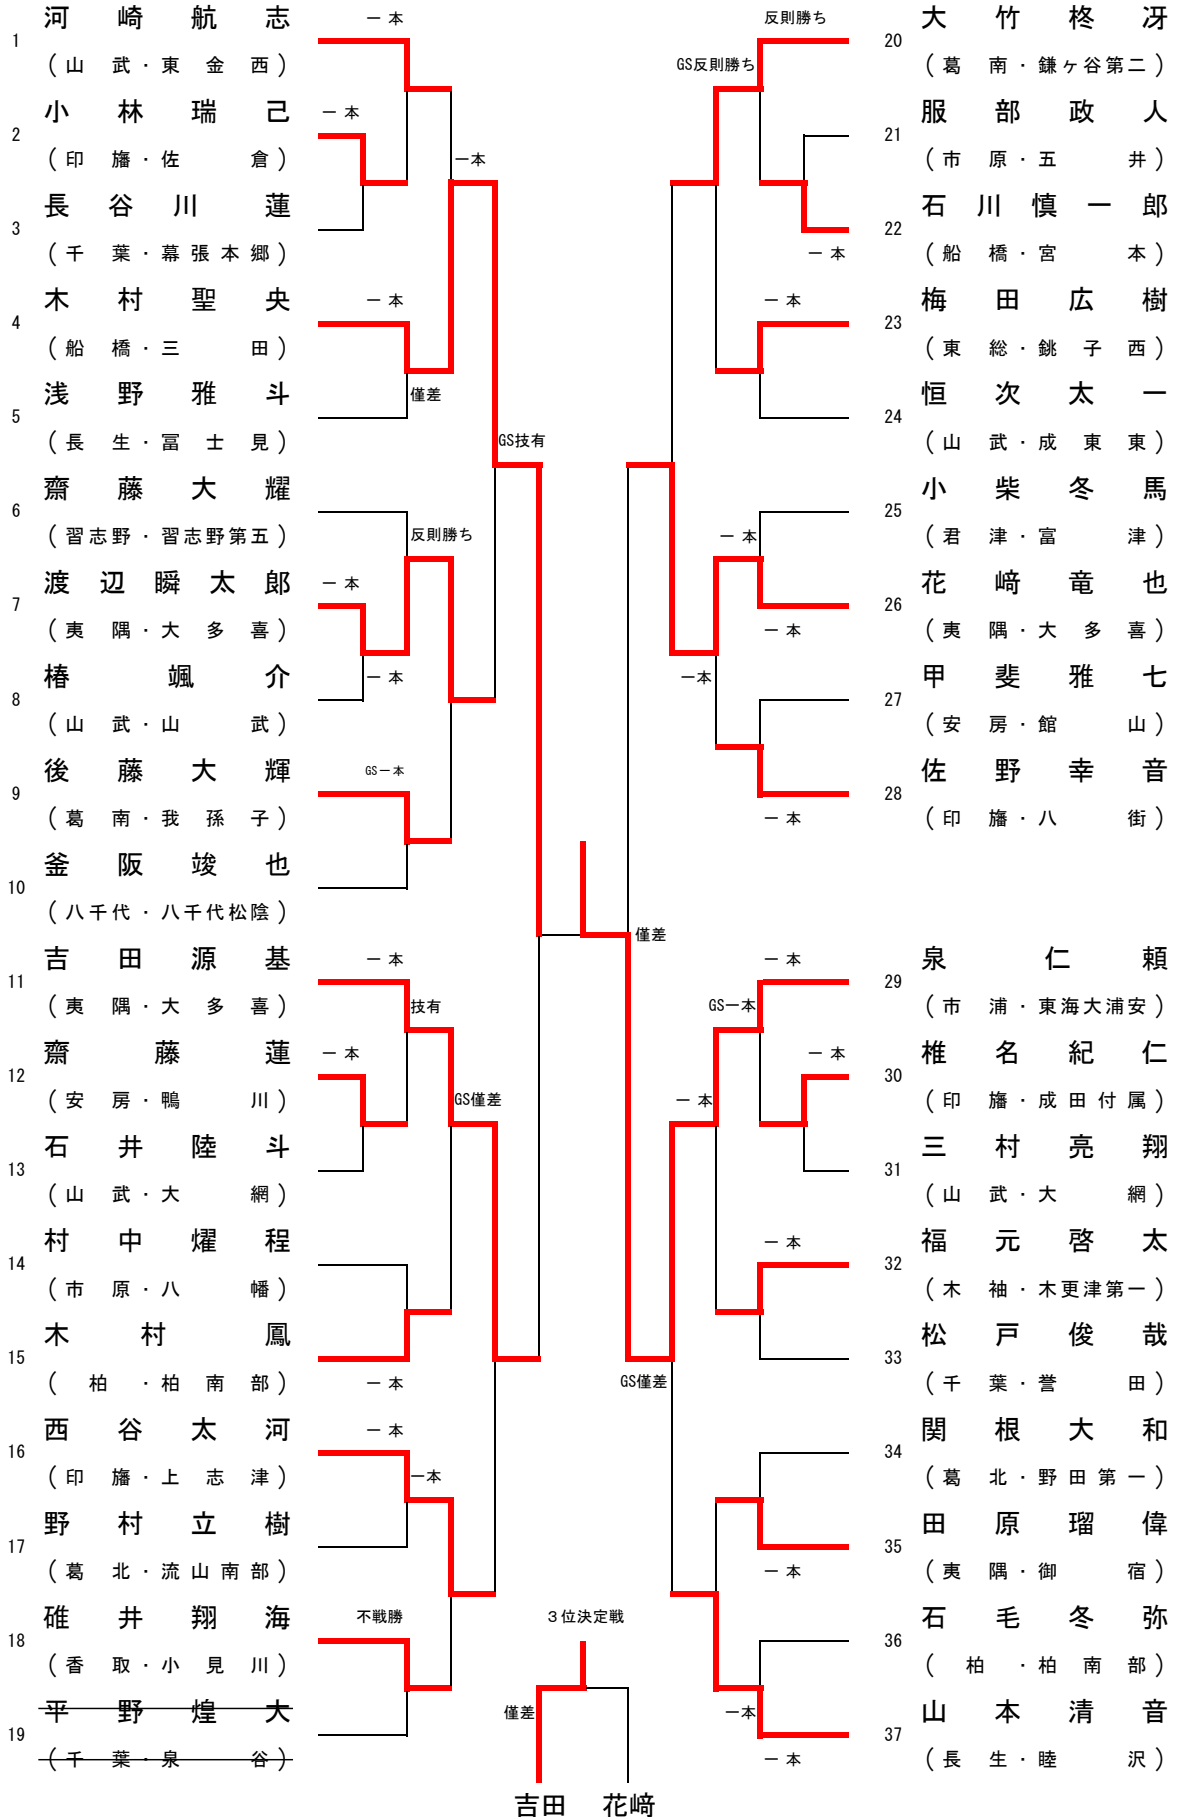 河崎航志
1
(山武・東金西)
一本
小林瑞己
2
(印旛・佐倉)
一本
長谷川蓮
3
(千葉・幕張本郷)
一本
木村聖央
4
(船橋・三田)
一本
浅野雅斗
5
(長生・冨士見)
僅差
GS技有
齋藤大耀
6
(習志野・習志野第五)
反則勝ち
渡辺瞬太郎
7
(夷隅・大多喜)
一本
椿颯介
8
(山武・山武)
一本
後藤大輝
9
(葛南・我孫子)
GS一本
釜阪竣也
10
(八千代・八千代松陰)
吉田源基
11
(夷隅・大多喜)
一本
技有
齋藤蓮
12
(安房・鴨川)
一本
GS僅差
石井陸斗
13
(山武・大網)
村中燿程
14
(市原・八幡)
木村鳳
15
(柏・柏南部)
一本
西谷太河
16
(印旛・上志津)
一本
一本
野村立樹
17
(葛北・流山南部)
碓井翔海
18
(香取・小見川)
不戦勝
平野煌大
19
(千葉・泉谷)
反則勝ち
大竹柊冴
20
(葛南・鎌ヶ谷第二)
GS反則勝ち
服部政人
21
(市原・五井)
石川慎一郎
22
(船橋・宮本)
一本
梅田広樹
23
(東総・銚子西)
一本
恒次太一
24
(山武・成東東)
小柴冬馬
25
(君津・富津)
一本
花﨑竜也
26
(夷隅・大多喜)
一本
甲斐雅七
27
(安房・館山)
一本
佐野幸音
28
(印旛・八街)
一本
僅差
泉仁頼
29
(市浦・東海大浦安)
一本
GS一本
椎名紀仁
30
(印旛・成田付属)
一本
一本
三村亮翔
31
(山武・大網)
福元啓太
32
(木袖・木更津第一)
一本
松戸俊哉
33
(千葉・誉田)
GS僅差
関根大和
34
(葛北・野田第一)
田原瑠偉
35
(夷隅・御宿)
一本
石毛冬弥
36
(柏・柏南部)
山本清音
37
(長生・睦沢)
一本
一本
3位決定戦
僅差
吉田 花﨑